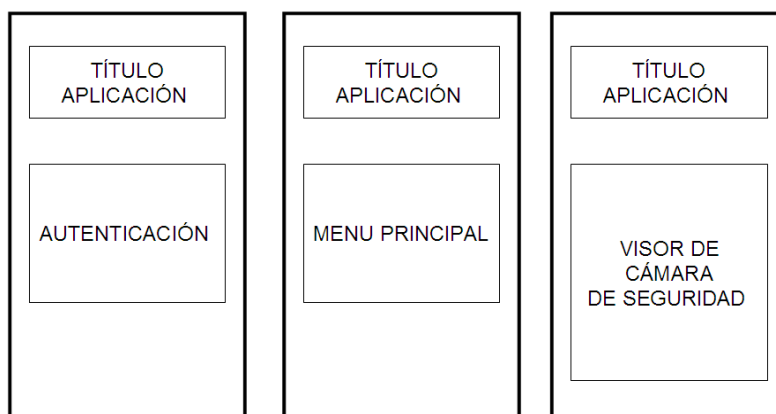 TÍTULO
APLICACIÓN
AUTENTICACIÓN
TÍTULO
APLICACIÓN
MENU PRINCIPAL
TÍTULO
APLICACIÓN
VISOR DE
CÁMARA
DE SEGURIDAD